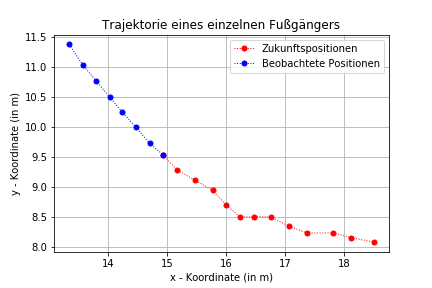 Trajektorie eines einzelnen Fußgängers
Zukunftspositionen
Beobachtete Positionen
11.5
11.0
10.5
10.0
9.5
9.0
8.5
8.0
y - Koordinate (in m)
14 15 16 17 18
x - Koordinate (in m)